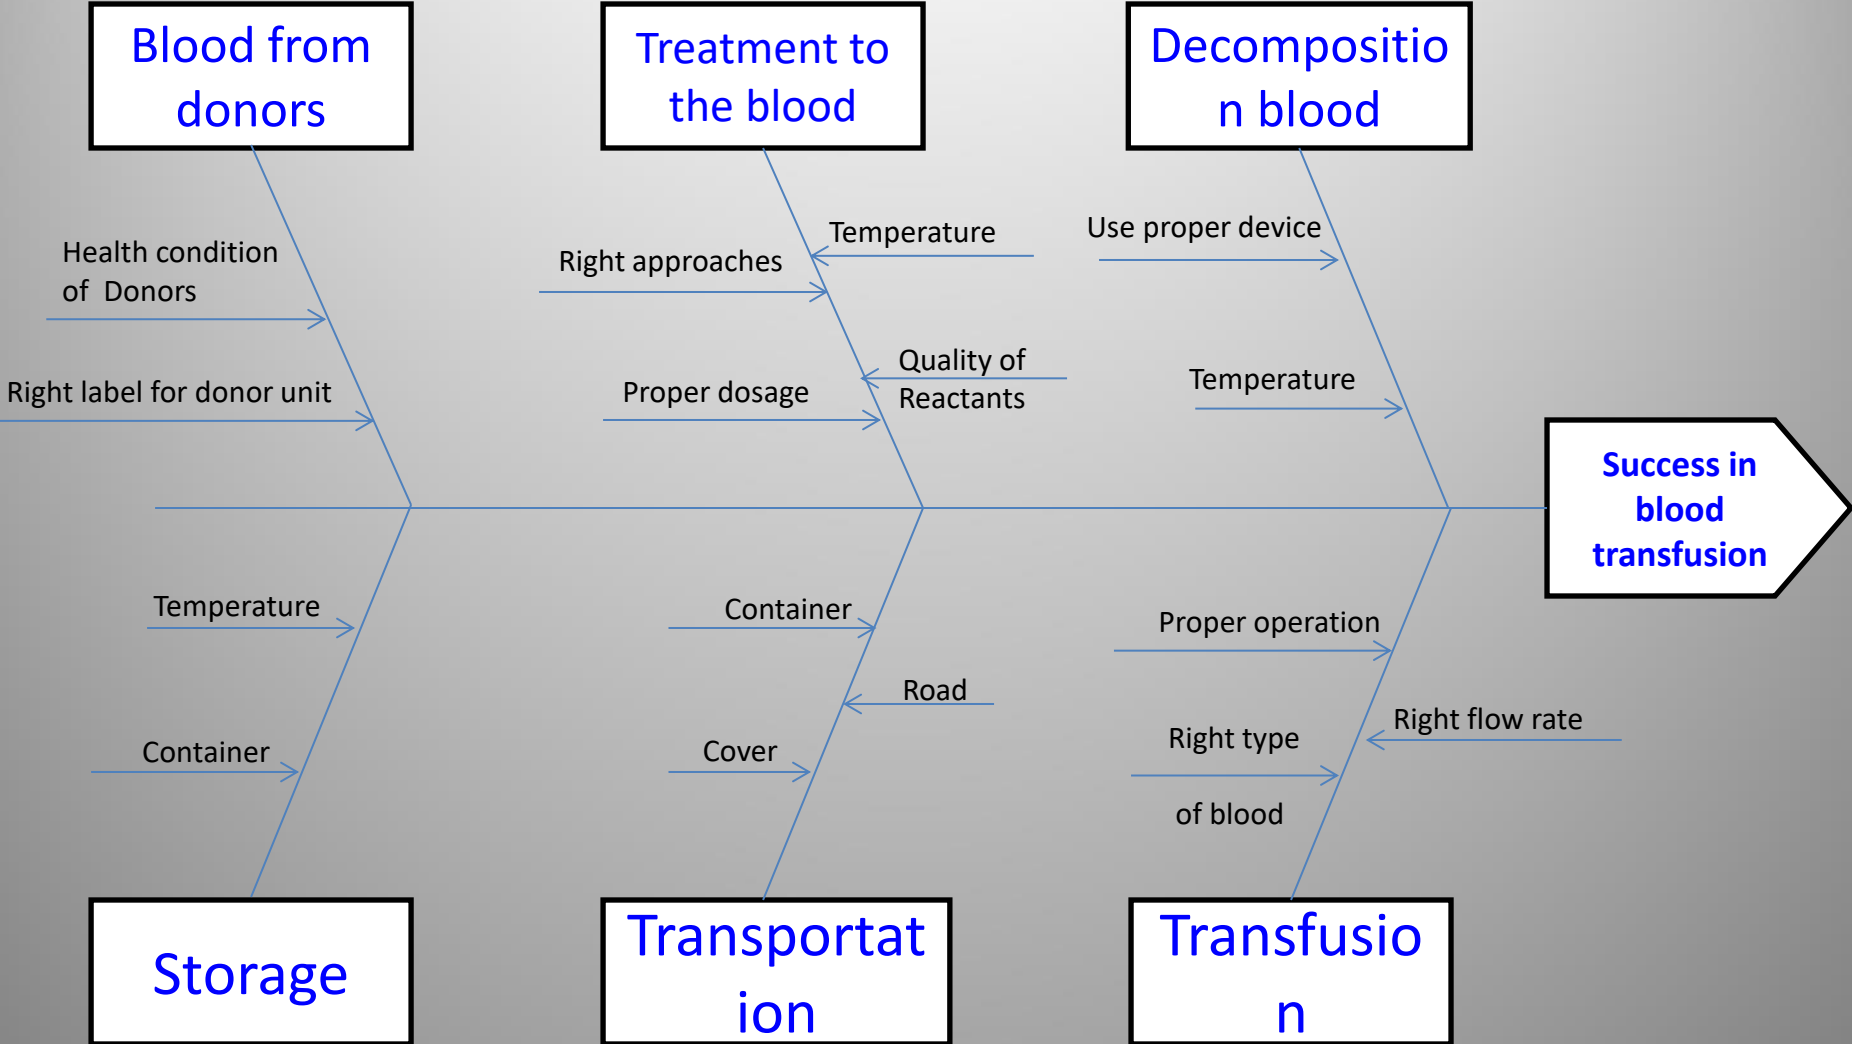 Blood from
donors
Treatment to
the blood
Decompositio
n blood
Health condition
of  Donors
Right label for donor unit
Temperature
Right approaches
Quality of
Reactants
Proper dosage
Use proper device
Temperature
Success in
blood
transfusion
Temperature
Container
Container
Road
Cover
Proper operation
Right flow rate
Right type
of blood
Storage
Transportat
ion
Transfusio
n